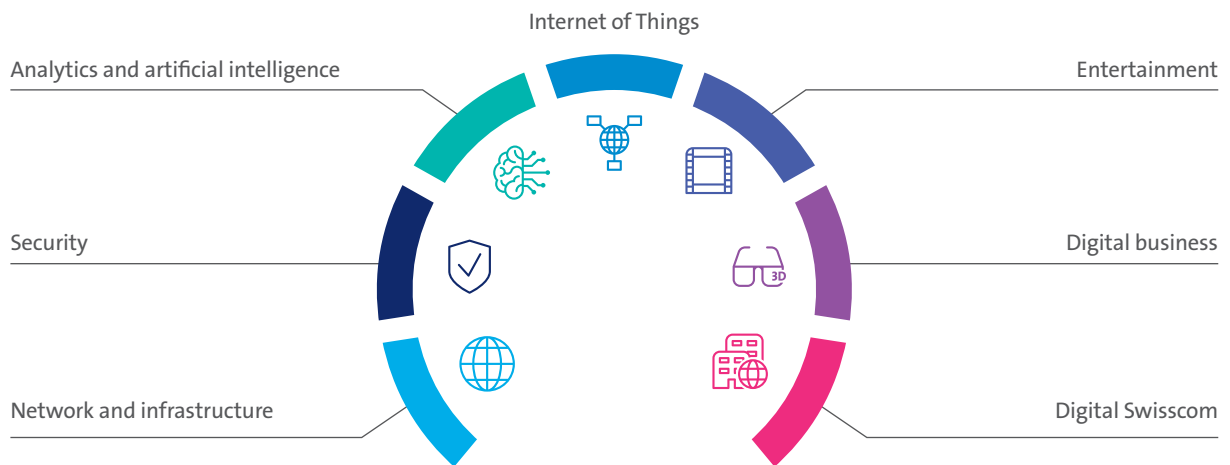 Internet of Things
Analytics and artificial intelligence
Entertainment
Security
Digital business
3D
Network and infrastructure
Digital Swisscom